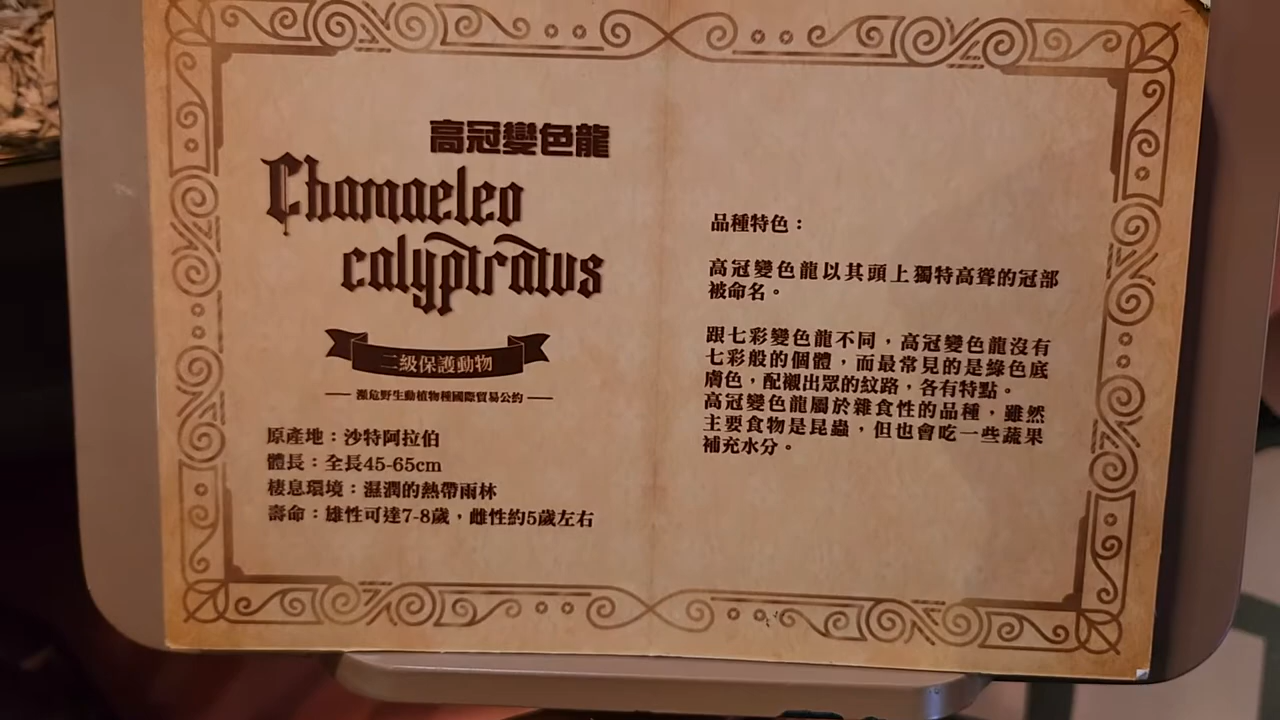 高冠變色龍
Chamaeleo
calyptratus
二級保護動物
瀕危野生動植物種國際貿易公約
原產地：沙特阿拉伯
體長：全長45-65cm
棲息環境：濕潤的熱帶雨林
壽命：雄性可達7-8歲，雌性約5歲左右
品種特色：
高冠變色龍以其頭上獨特高聳的冠部
被命名。
跟七彩變色龍不同，高冠變色龍沒有
七彩般的個體，而最常見的是綠色底
膚色，配襯出眾的紋路，各有特點。
高冠變色龍屬於雜食性的品種，雖然
主要食物是昆蟲，但也會吃一些蔬果
補充水分。